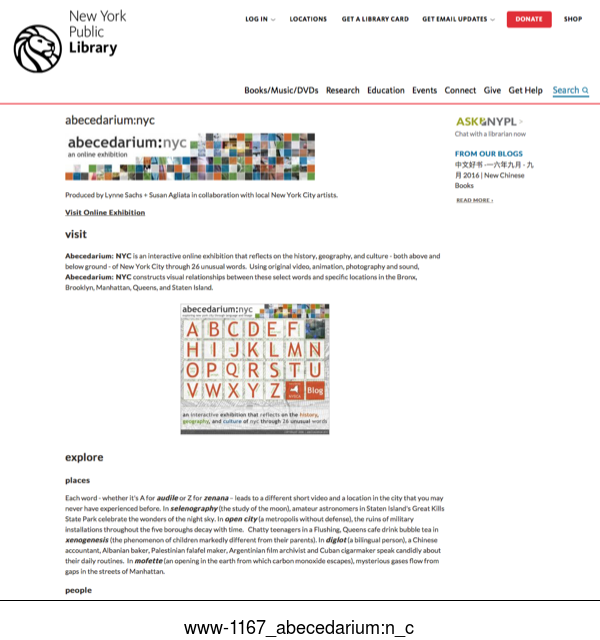 New York
Public
Library
LOG IN
LOCATIONS
GET A LIBRARY CARD
GET EMAIL UPDATES
DONATE
SHOP
Books/Music/DVDs Research Education Events Connect Give Get Help Search
abecedarium:nyc
abecedarium:nyc
an online exhibition
Produced by Lynne Sachs + Susan Agliata in collaboration with local New York City artists.
Visit Online Exhibition
visit
Abecedarium: NYC is an interactive online exhibition that reflects on the history, geography, and culture - both above and
below ground - of New York City through 26 unusual words. Using original video, animation, photography and sound,
Abecedarium: NYC constructs visual relationships between these select words and specific locations in the Bronx,
Brooklyn, Manhattan, Queens, and Staten Island.
abecedarium:nyc
A B C D E F
H I J K L M N
O P Q R S T U
V W X Y Z Blog
an interactive exhibition that reflects on the history,
geography, and culture of nyc through 26 unusual words
explore
places
Each word - whether it's A for audile or Z for zenana - leads to a different short video and a location in the city that you may
never have experienced before. In selenography (the study of the moon), amateur astronomers in Staten Island's Great Kills
State Park celebrate the wonders of the night sky. In open city (a metropolis without defense), the ruins of military
installations throughout the five boroughs decay with time. Chatty teenagers in a Flushing, Queens cafe drink bubble tea in
xenogenesis (the phenomenon of children markedly different from their parents). In diglot (a bilingual person), a Chinese
accountant, Albanian baker, Palestinian falafel maker, Argentinian film archivist and Cuban cigarmaker speak candidly about
their daily routines. In mofette (an opening in the earth from which carbon monoxide escapes), mysterious gases flow from
gaps in the streets of Manhattan.
people
ASK NYPL
Chat with a librarian now
FROM OUR BLOGS
中文好书 -- 一六年九月 - 九
月 2016 | New Chinese
Books
READ MORE ›
www-1167_abecedarium:n_c